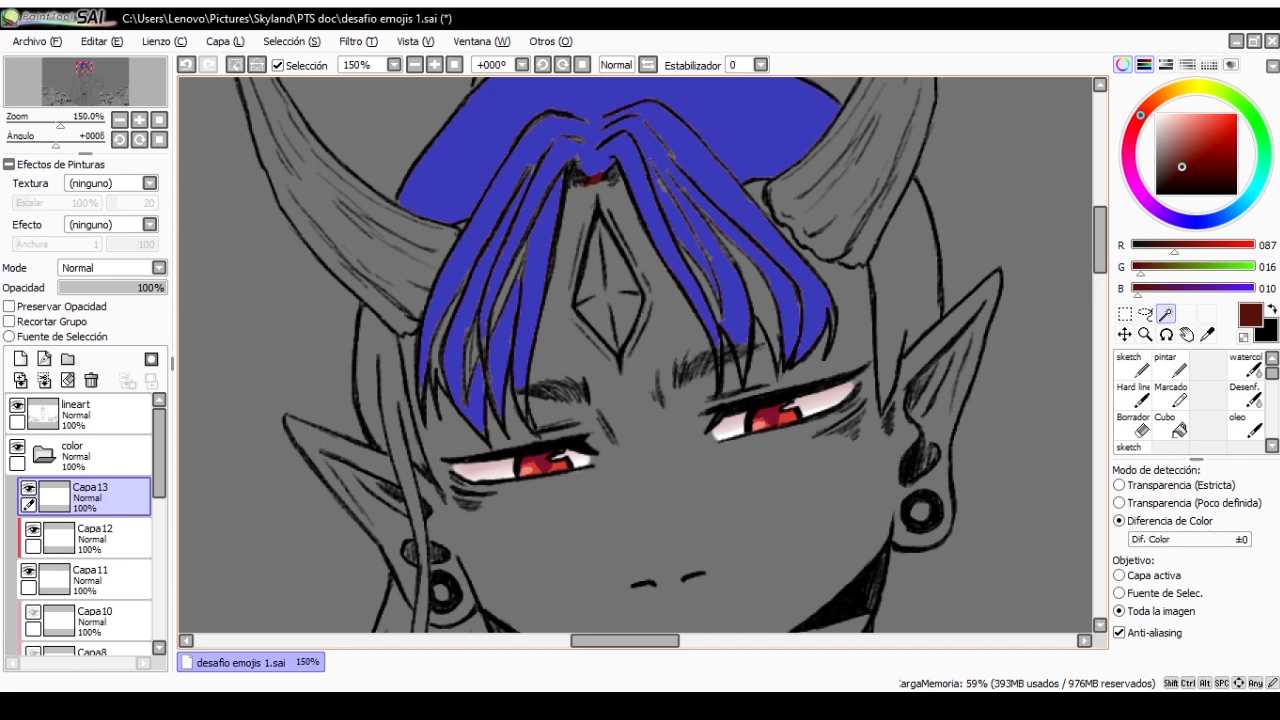 PaintTool SAI C:\Users\Lenovo\Pictures\Skyland\PTS doc\desafio emojis 1.sai (*)
Archivo (F) Editar (E) Lienzo (C) Capa (L) Selección (S) Filtro (T) Vista (V) Ventana (W) Otros (O)
Selección 150% +000º Normal Estabilizador 0
Zoom 150.0%
Ángulo +000ß
Efectos de Pinturas
Textura (ninguno)
Escalar 100% 20
Efecto (ninguno)
Anchura 1 100
Mode Normal
Opacidad 100%
Preservar Opacidad
Recortar Grupo
Fuente de Selección
lineart
Normal
100%
color
Normal
100%
Capa13
Normal
100%
Capa12
Normal
100%
Capa11
Normal
100%
Capa10
Normal
100%
Capa8
R 087
G 016
B 010
sketch pintar watercol
Hard line Marcado Desenf.
Borrador Cubo oleo
sketch
Modo de detección:
Transparencia (Estricta)
Transparencia (Poco definida)
Diferencia de Color
Dif. Color ±0
Objetivo:
Capa activa
Fuente de Selec.
Toda la imagen
Anti-aliasing
desafio emojis 1.sai 150%
argaMemoria: 59% (393MB usados / 976MB reservados) Shift Ctrl Alt SPC Any